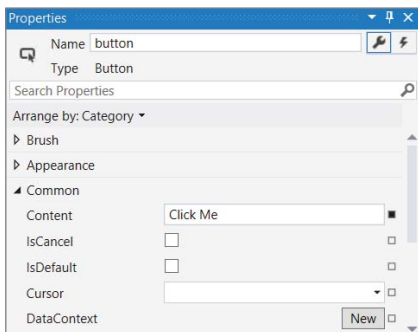 Properties
Name button
Type Button
Search Properties
Arrange by: Category
Brush
Appearance
Common
Content Click Me
IsCancel
IsDefault
Cursor
DataContext New